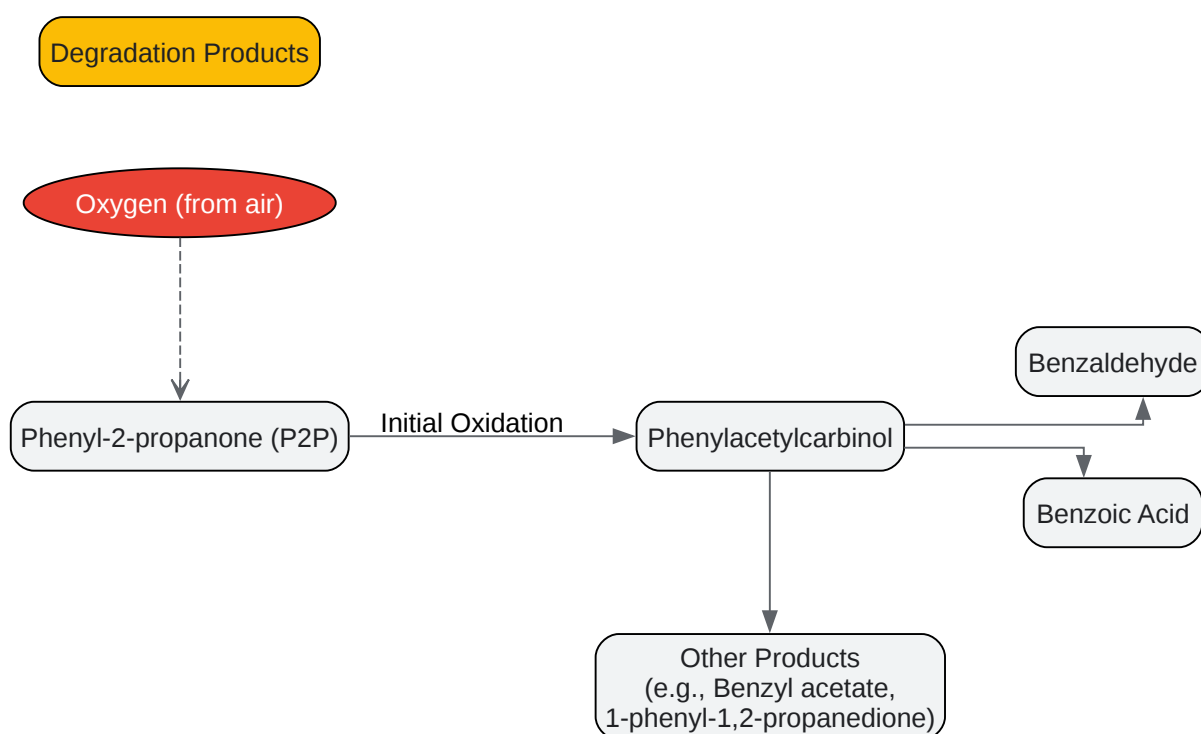 Degradation Products
Oxygen (from air)
Phenyl-2-propanone (P2P)
Initial Oxidation
Phenylacetylcarbinol
Benzaldehyde
Benzoic Acid
Other Products
(e.g., Benzyl acetate,
1-phenyl-1,2-propanedione)